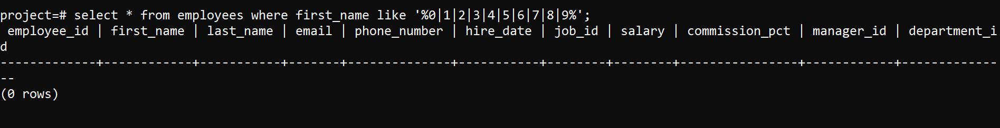 project=# select * from employees where first_name like '%0|1|2|3|4|5|6|7|8|9%';
 employee_id | first_name | last_name | email | phone_number | hire_date | job_id | salary | commission_pct | manager_id | department_i
d
-------------+------------+-----------+-------+--------------+-----------+--------+--------+----------------+------------+-------------
--
(0 rows)